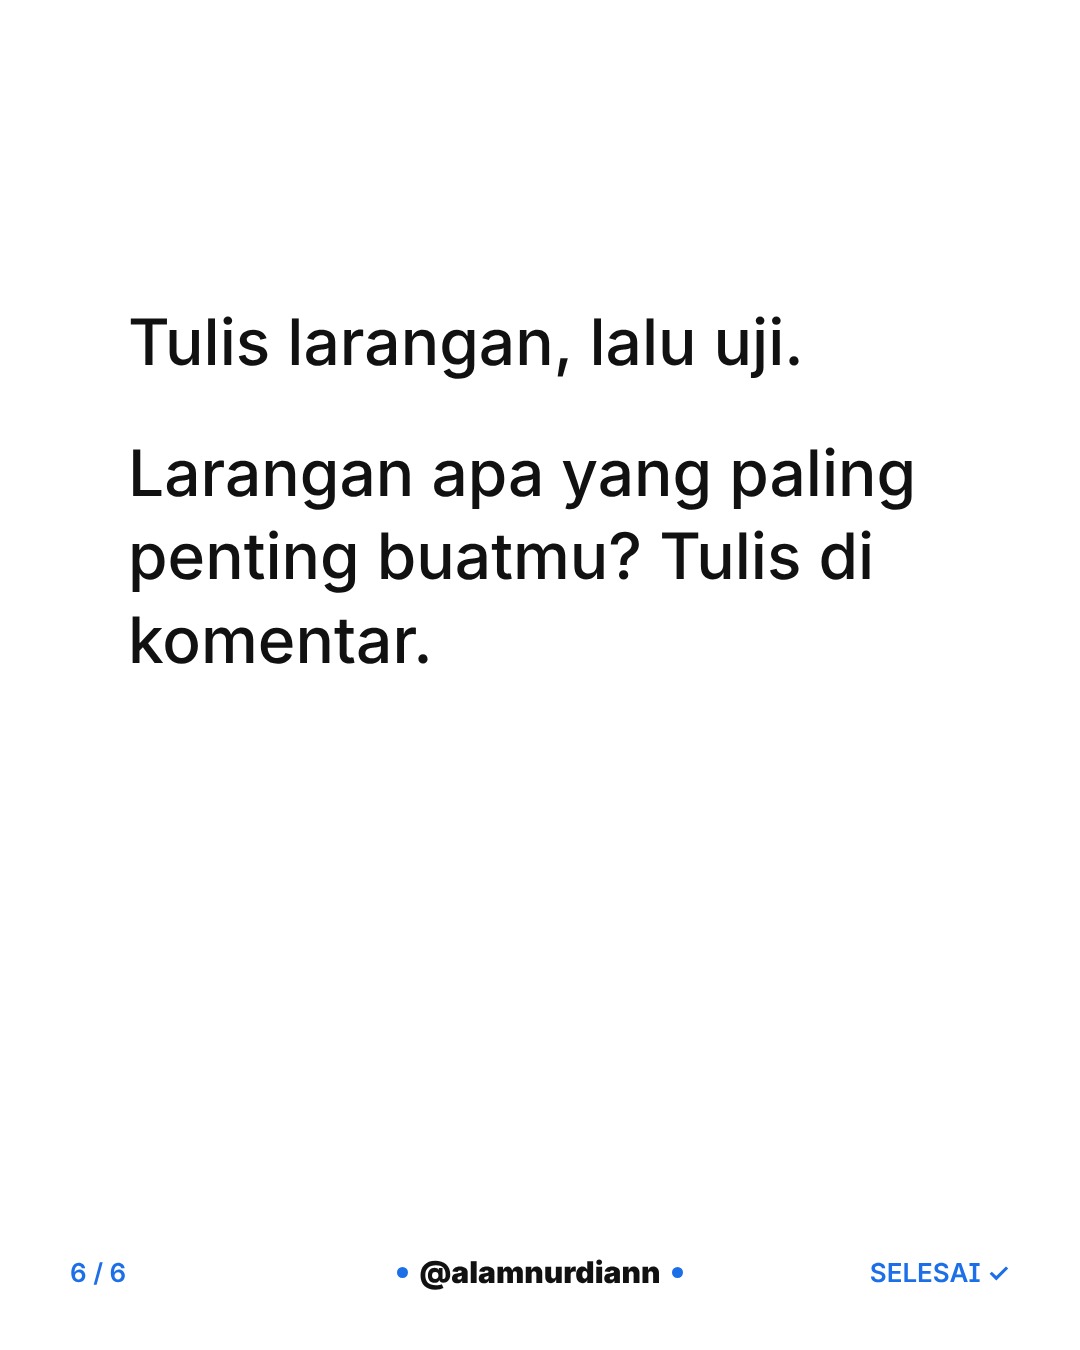 Tulis larangan, lalu uji.
Larangan apa yang paling
penting buatmu? Tulis di
komentar.
6 / 6
• @alamnurdiann •
SELESAI ✓